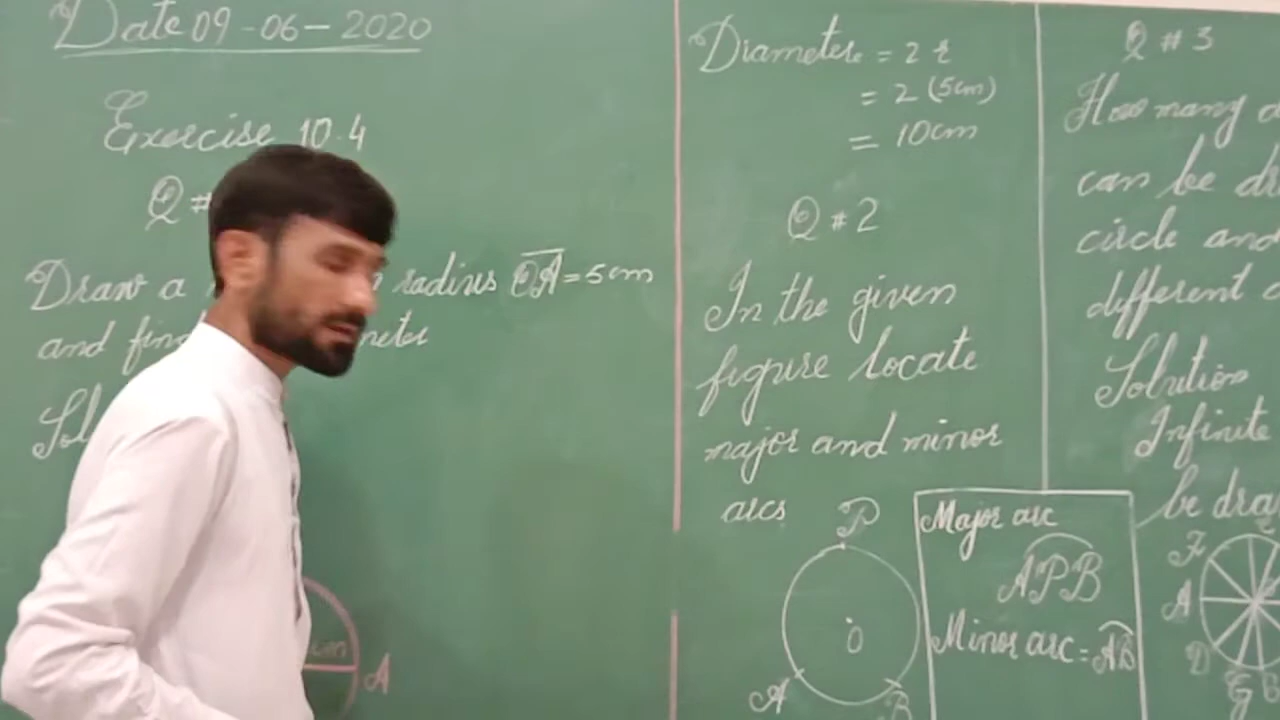 Date 09-06-2020
Exercise 10.4
Q #
Draw a radius OA = 5cm
and find
Sol
cm
A
Diameter = 2 r
= 2 (5cm)
= 10cm
Q # 2
In the given
figure locate
major and minor
arcs
P
O
A
B
Major arc
APB
Minor arc = AB
Q # 3
How many
can be
circle and
different
Solution
Infinite
be
F
A
D
G